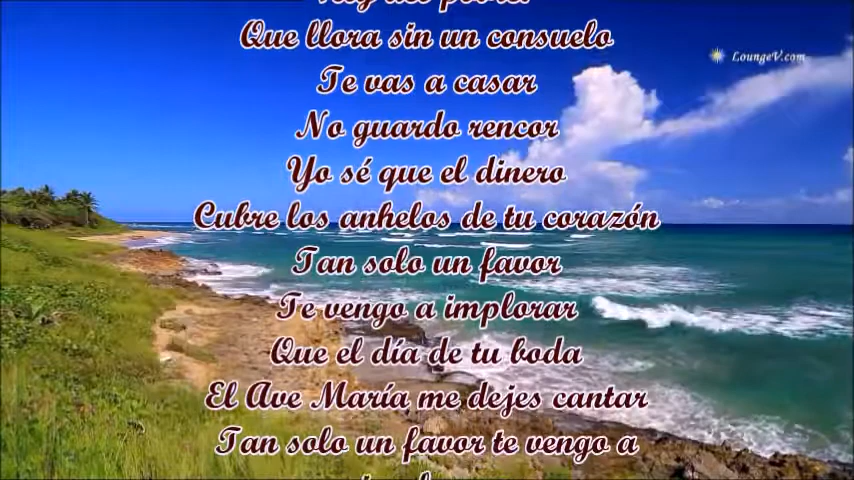 Que llora sin un consuelo
LoungeV.com
Te vas a casar
No guardo rencor
Yo sé que el dinero
Cubre los anhelos de tu corazón
Tan solo un favor
Te vengo a implorar
Que el día de tu boda
El Ave María me dejes cantar
Tan solo un favor te vengo a